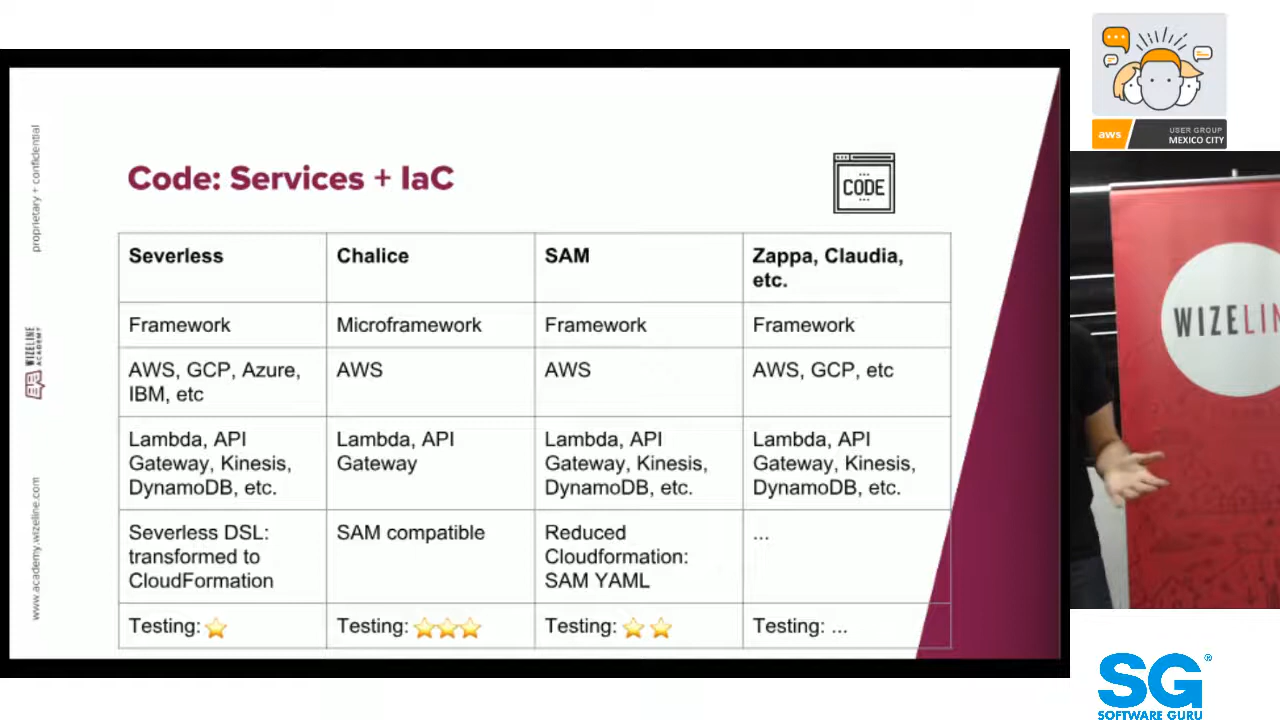 proprietary + confidential
WIZELINE
ACADEMY
www.academy.wizeline.com
Code: Services + IaC
CODE
Severless
Chalice
SAM
Zappa, Claudia,
etc.
Framework
Microframework
Framework
Framework
AWS, GCP, Azure,
IBM, etc
AWS
AWS
AWS, GCP, etc
Lambda, API
Gateway, Kinesis,
DynamoDB, etc.
Lambda, API
Gateway
Lambda, API
Gateway, Kinesis,
DynamoDB, etc.
Lambda, API
Gateway, Kinesis,
DynamoDB, etc.
Severless DSL:
transformed to
CloudFormation
SAM compatible
Reduced
Cloudformation:
SAM YAML
...
Testing:
Testing:
Testing:
Testing: ...
aws
USER GROUP
MEXICO CITY
WIZELIN
SG®
SOFTWARE GURU